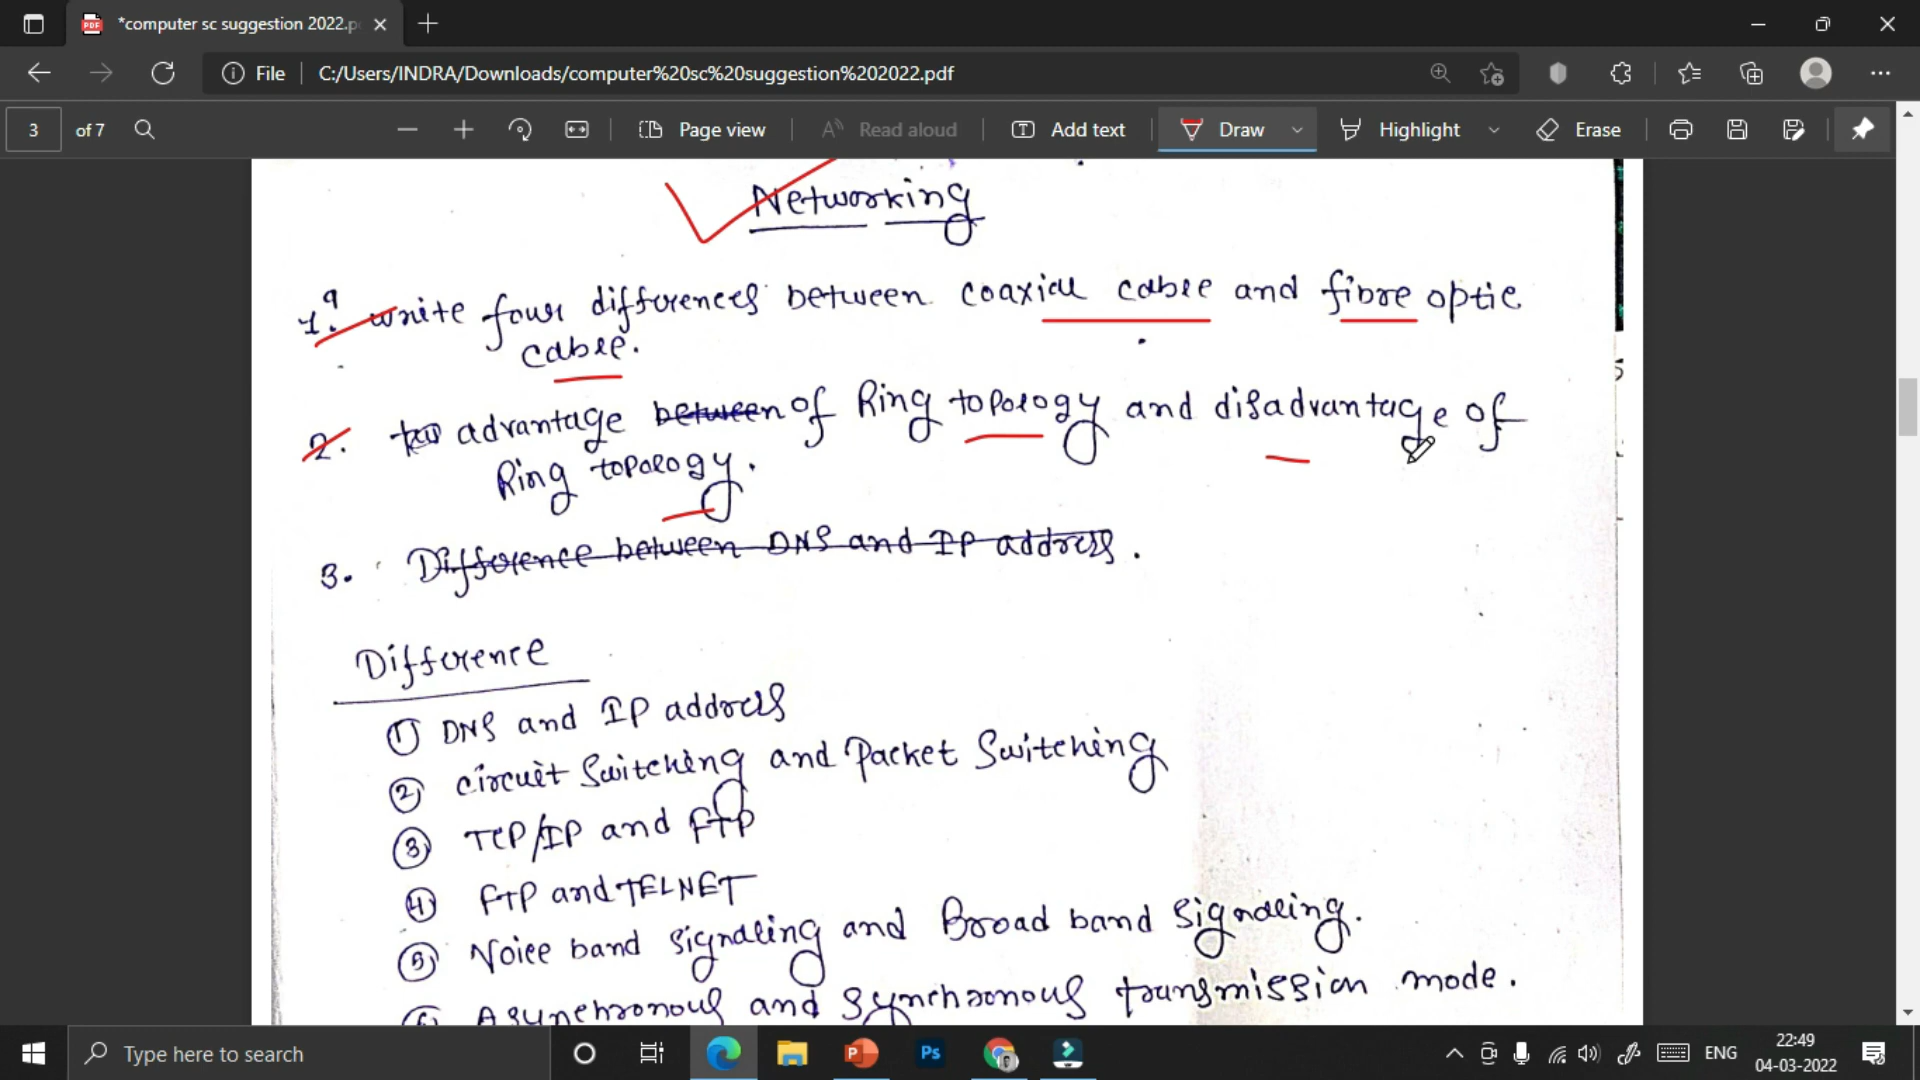 *computer sc suggestion 2022.p
File C:/Users/INDRA/Downloads/computer%20sc%20suggestion%202022.pdf
3 of 7 Page view Read aloud Add text Draw Highlight Erase
Networking
1. write four differences between coaxial cable and fibre optic
cable.
2. advantage between of Ring topology and disadvantage of
Ring topology.
3. Difference between DNS and IP address.
Difference
① DNS and IP address
② circuit Switching and Packet Switching
③ TCP/IP and FTP
④ FTP and TELNET
⑤ Voice band signaling and Broad band signaling.
Asynchronous and synchronous transmission mode.
Type here to search ENG 22:49
04-03-2022